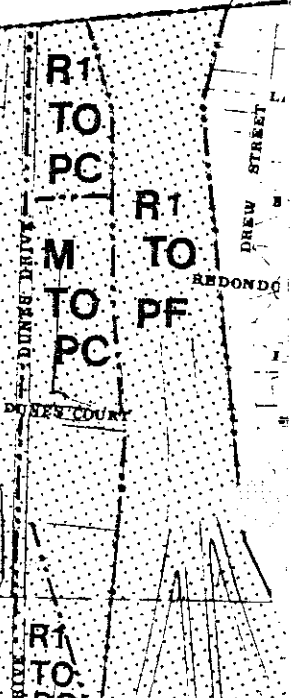 R1
TO
PC
R1
TO
PF
M
TO
PC
DUNES DRIVE
DREW STREET
REDONDO
DUNES COURT
R1
TO